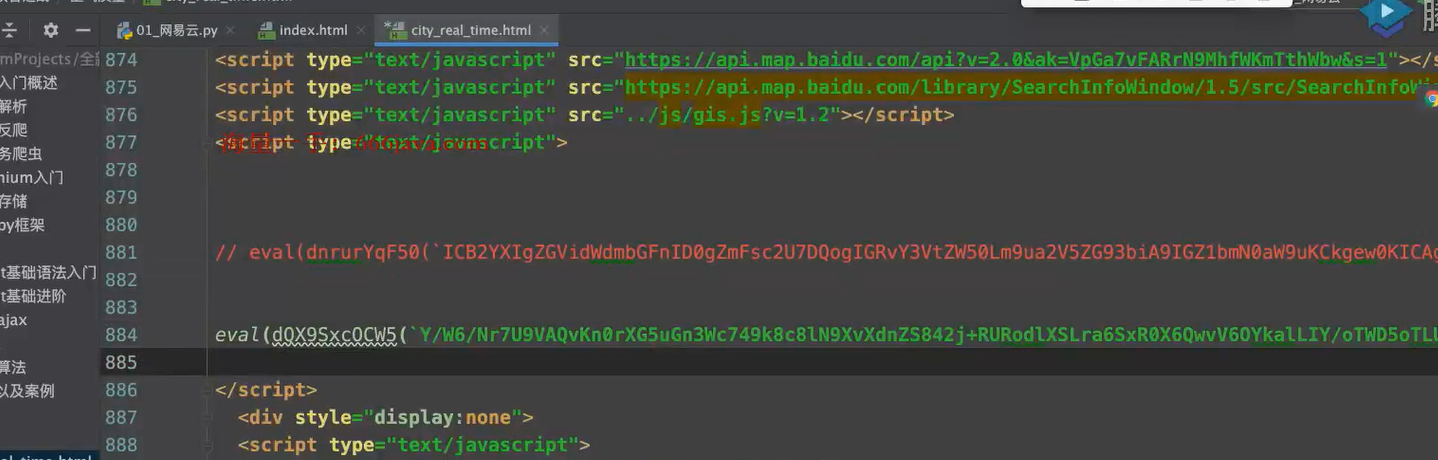 01_网易云.py
index.html
city_real_time.html
mProjects/全
874 <script type="text/javascript" src="https://api.map.baidu.com/api?v=2.0&ak=VpGa7vFARrN9MhfWKmTthWbw&s=1"></s
入门概述
解析
875 <script type="text/javascript" src="https://api.map.baidu.com/library/SearchInfoWindow/1.5/src/SearchInfoWi
876 <script type="text/javascript" src="../js/gis.js?v=1.2"></script>
反爬
877 <script type="text/javascript">
务爬虫
878
nium入门
879
存储
880
py框架
881 // eval(dnrurYqF50(`ICB2YXIgZGVidWdmbGFnID0gZmFsc2U7DQogIGRvY3VtZW50Lm9ua2V5ZG93biA9IGZ1bmN0aW9uKCkgew0KICAg
t基础语法入门
882
t基础进阶
883
ajax
884 eval(dQX9SxcOCW5(`Y/W6/Nr7U9VAQvKn0rXG5uGn3Wc749k8c8lN9XvXdnZS842j+RURodlXSLra6SxR0X6QwvV6OYkalLIY/oTWD5oTLU
885
算法
886 </script>
以及案例
887 <div style="display:none">
888 <script type="text/javascript">
al_time.html